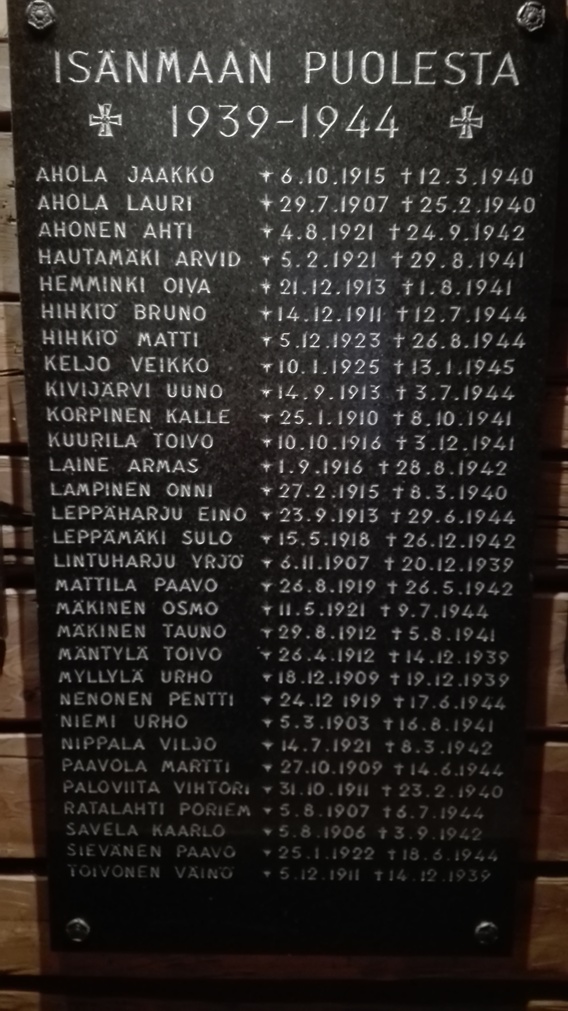 ISÄNMAAN PUOLESTA
✠ 1939-1944 ✠
AHOLA JAAKKO * 6.10.1915 †12.3.1940
AHOLA LAURI * 29.7.1907 †25.2.1940
AHONEN AHTI * 4.8.1921 †24.9.1942
HAUTAMÄKI ARVID * 5.2.1921 †29.8.1941
HEMMINKI OIVA * 21.12.1913 †1.8.1941
HIHKIÖ BRUNO * 14.12.1911 †12.7.1944
HIHKIÖ MATTI * 5.12.1923 †26.8.1944
KELJO VEIKKO * 10.1.1925 †13.1.1945
KIVIJÄRVI UUNO * 14.9.1913 †3.7.1944
KORPINEN KALLE * 25.1.1910 †8.10.1941
KUURILA TOIVO * 10.10.1916 †3.12.1941
LAINE ARMAS * 1.9.1916 †28.8.1942
LAMPINEN ONNI * 27.2.1915 †8.3.1940
LEPPÄHARJU EINO * 23.9.1913 †29.6.1944
LEPPÄMÄKI SULO * 15.5.1918 †26.12.1942
LINTUHARJU YRJÖ * 6.11.1907 †20.12.1939
MATTILA PAAVO * 26.8.1919 †26.5.1942
MÄKINEN OSMO * 11.5.1921 †9.7.1944
MÄKINEN TAUNO * 29.8.1912 †5.8.1941
MÄNTYLÄ TOIVO * 26.4.1912 †14.12.1939
MYLLYLÄ URHO * 18.12.1909 †19.12.1939
NENONEN PENTTI * 24.12 1919 †17.6.1944
NIEMI URHO * 5.3.1903 †16.8.1941
NIPPALA VILJO * 14.7.1921 †8.3.1942
PAAVOLA MARTTI * 27.10.1909 †14.6.1944
PALOVIITA VIHTORI * 31.10.1911 †23.2.1940
RATALAHTI PORIEM * 5.8.1907 †6.7.1944
SAVELA KAARLO * 5.8.1906 †3.9.1942
SIEVÄNEN PAAVO * 25.1.1922 †18.6.1944
TOIVONEN VÄINÖ * 5.12.1911 †14.12.1939